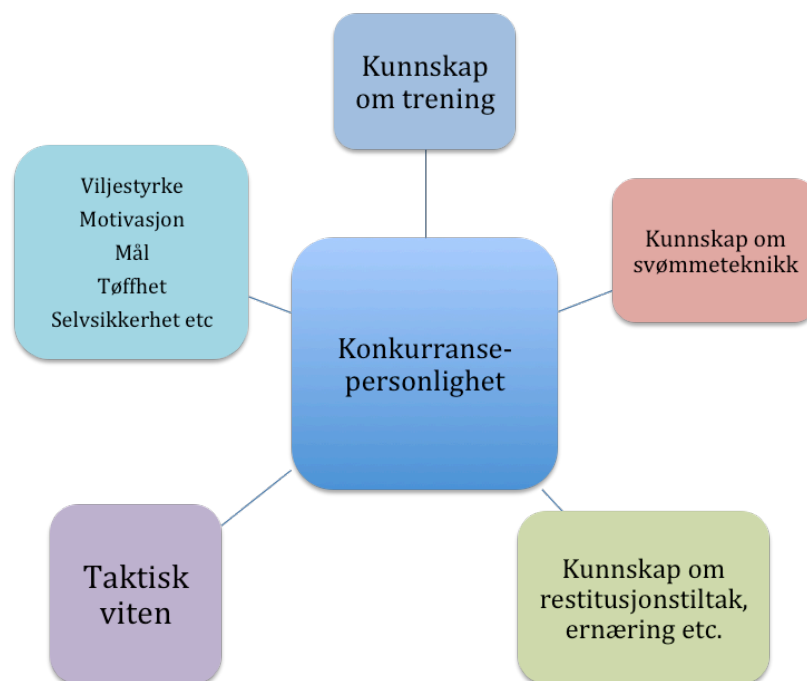 Kunnskap
om trening
Viljestyrke
Motivasjon
Mål
Tøffhet
Selvsikkerhet etc
Kunnskap om
svømmeteknikk
Konkurranse-
personlighet
Taktisk
viten
Kunnskap om
restitusjonstiltak,
ernæring etc.